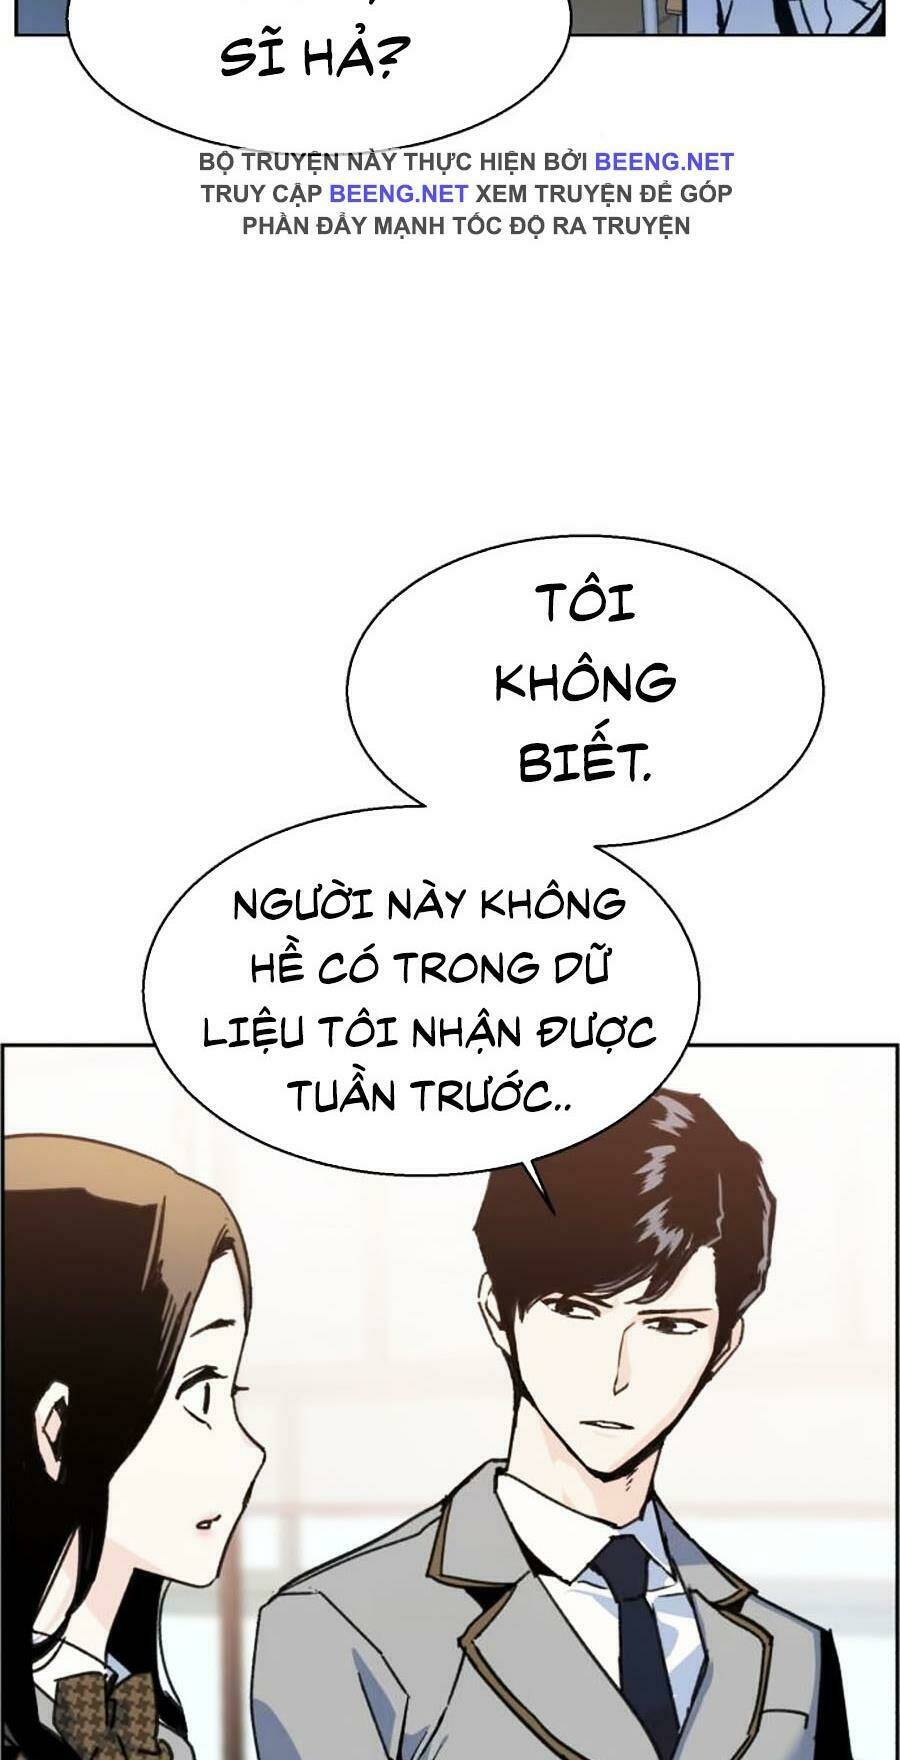 SĨ HẢ?
BỘ TRUYỆN NÀY THỰC HIỆN BỞI BEENG.NET
TRUY CẬP BEENG.NET XEM TRUYỆN ĐỂ GÓP
PHẦN ĐẨY MẠNH TỐC ĐỘ RA TRUYỆN
TÔI
KHÔNG
BIẾT.
NGƯỜI NÀY KHÔNG
HỀ CÓ TRONG DỮ
LIỆU TÔI NHẬN ĐƯỢC
TUẦN TRƯỚC..